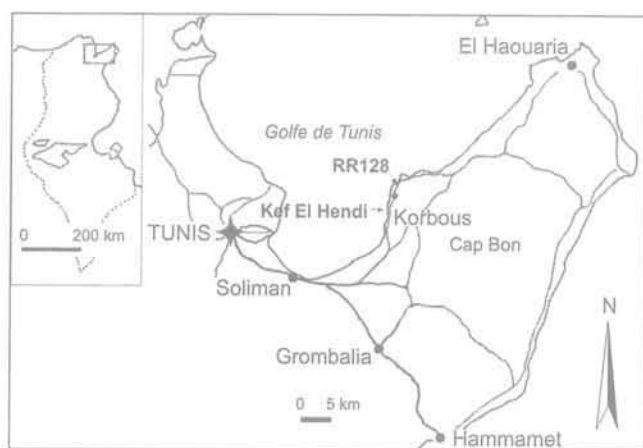 El Haouaria
Golfe de Tunis
RR128
Kef El Hendi
Korbous
0 200 km
TUNIS
Cap Bon
Soliman
N
Grombalia
0 5 km
Hammamet